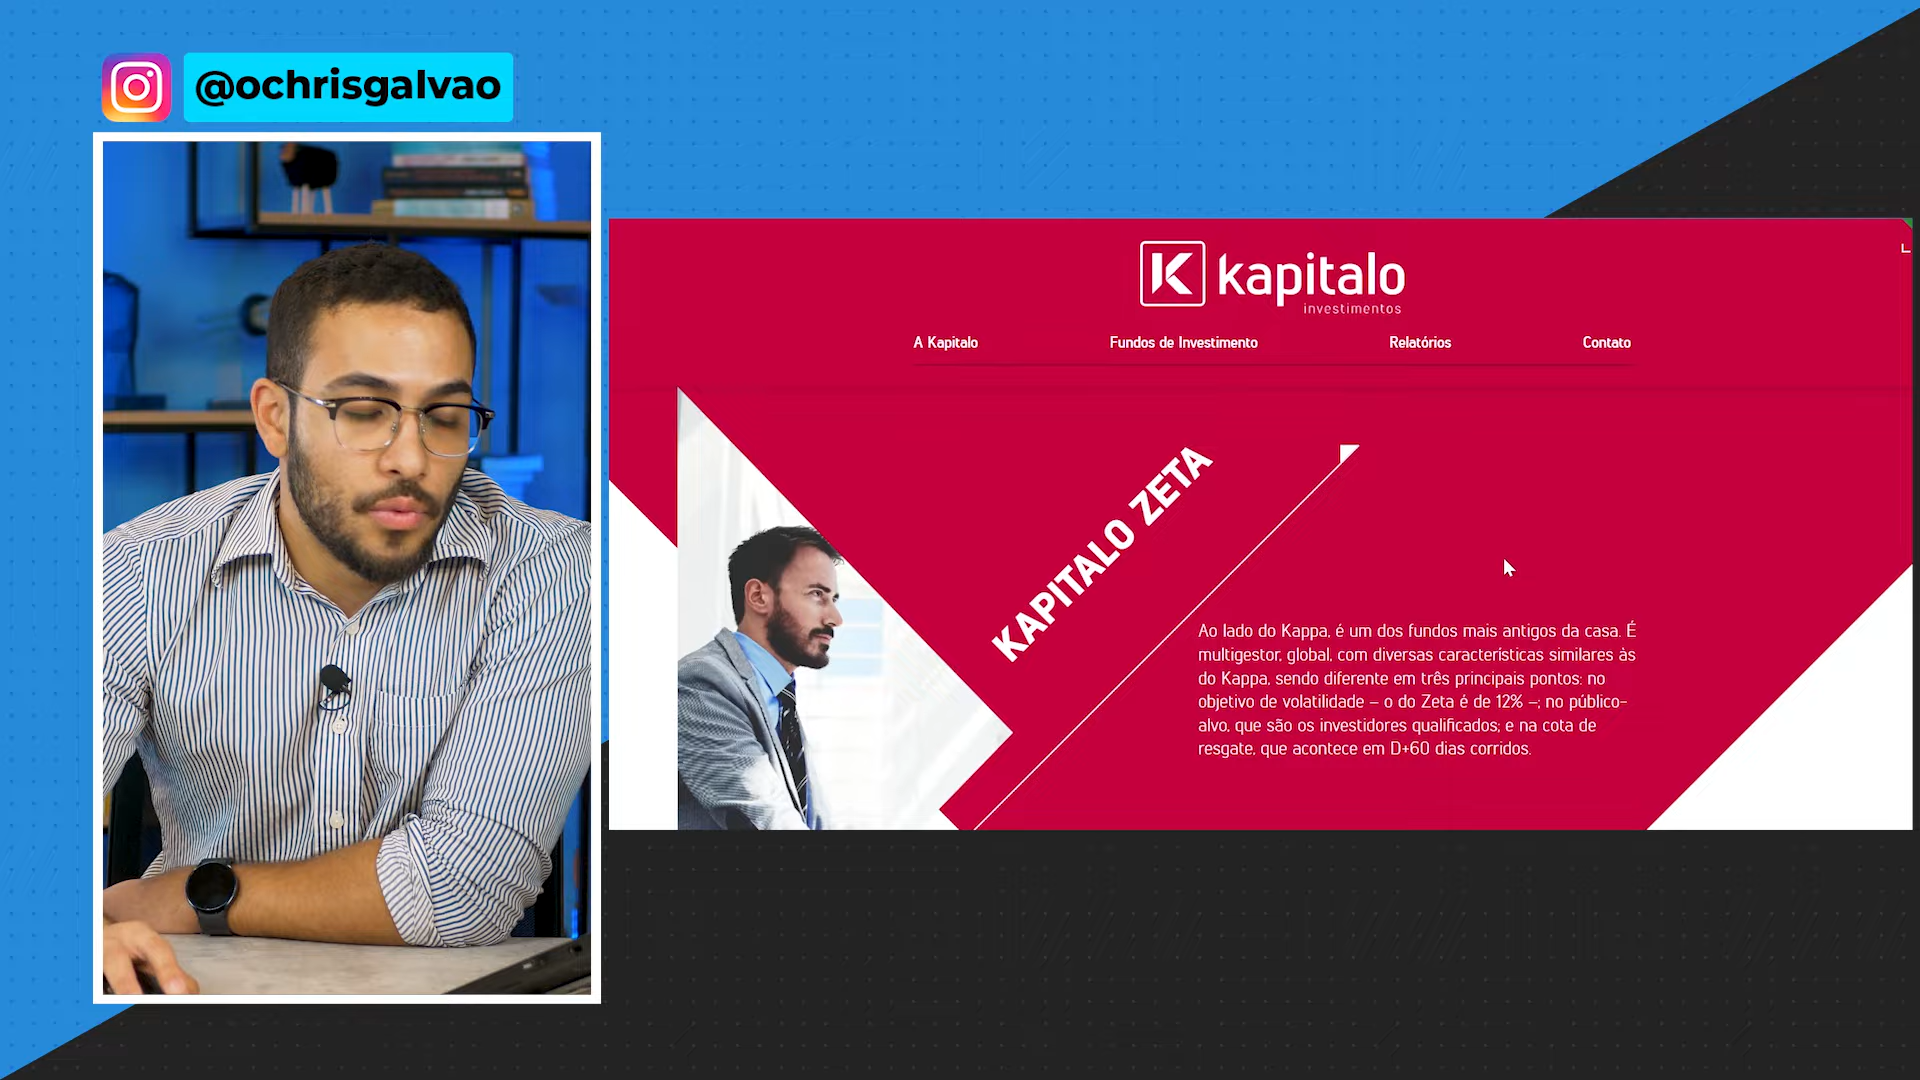 @ochrisgalvao
kapitalo
investimentos
A Kapitalo
Fundos de Investimento
Relatórios
Contato
KAPITALO ZETA
Ao lado do Kappa, é um dos fundos mais antigos da casa. É
multigestor, global, com diversas características similares às
do Kappa, sendo diferente em três principais pontos: no
objetivo de volatilidade – o do Zeta é de 12% –; no público-
alvo, que são os investidores qualificados; e na cota de
resgate, que acontece em D+60 dias corridos.